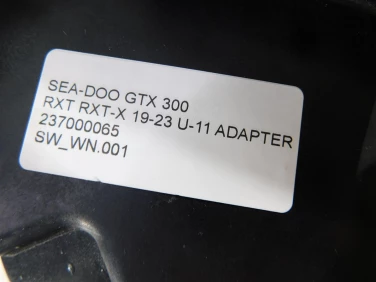 SEA-DOO GTX 300
RXT RXT-X 19-23 U-11 ADAPTER
237000065
SW_WN.001